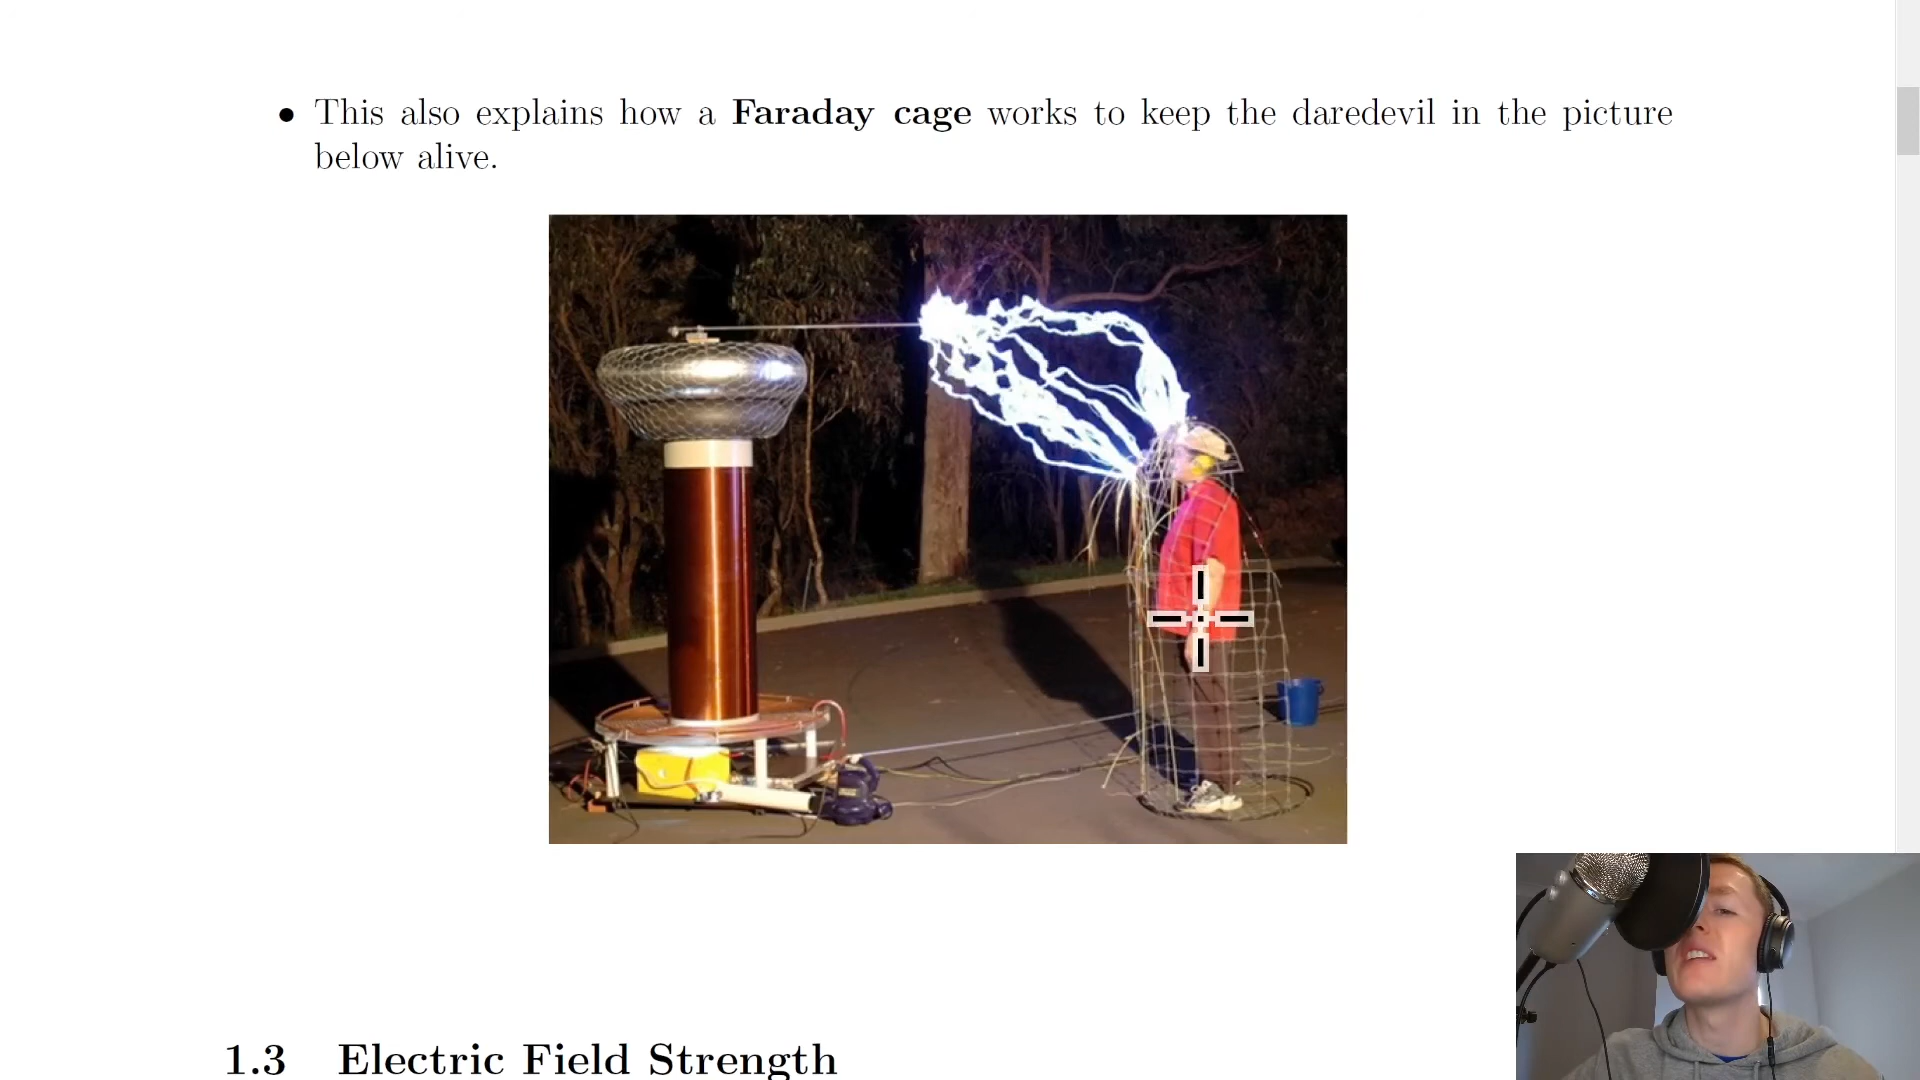 • This also explains how a Faraday cage works to keep the daredevil in the picture
below alive.
1.3 Electric Field Strength